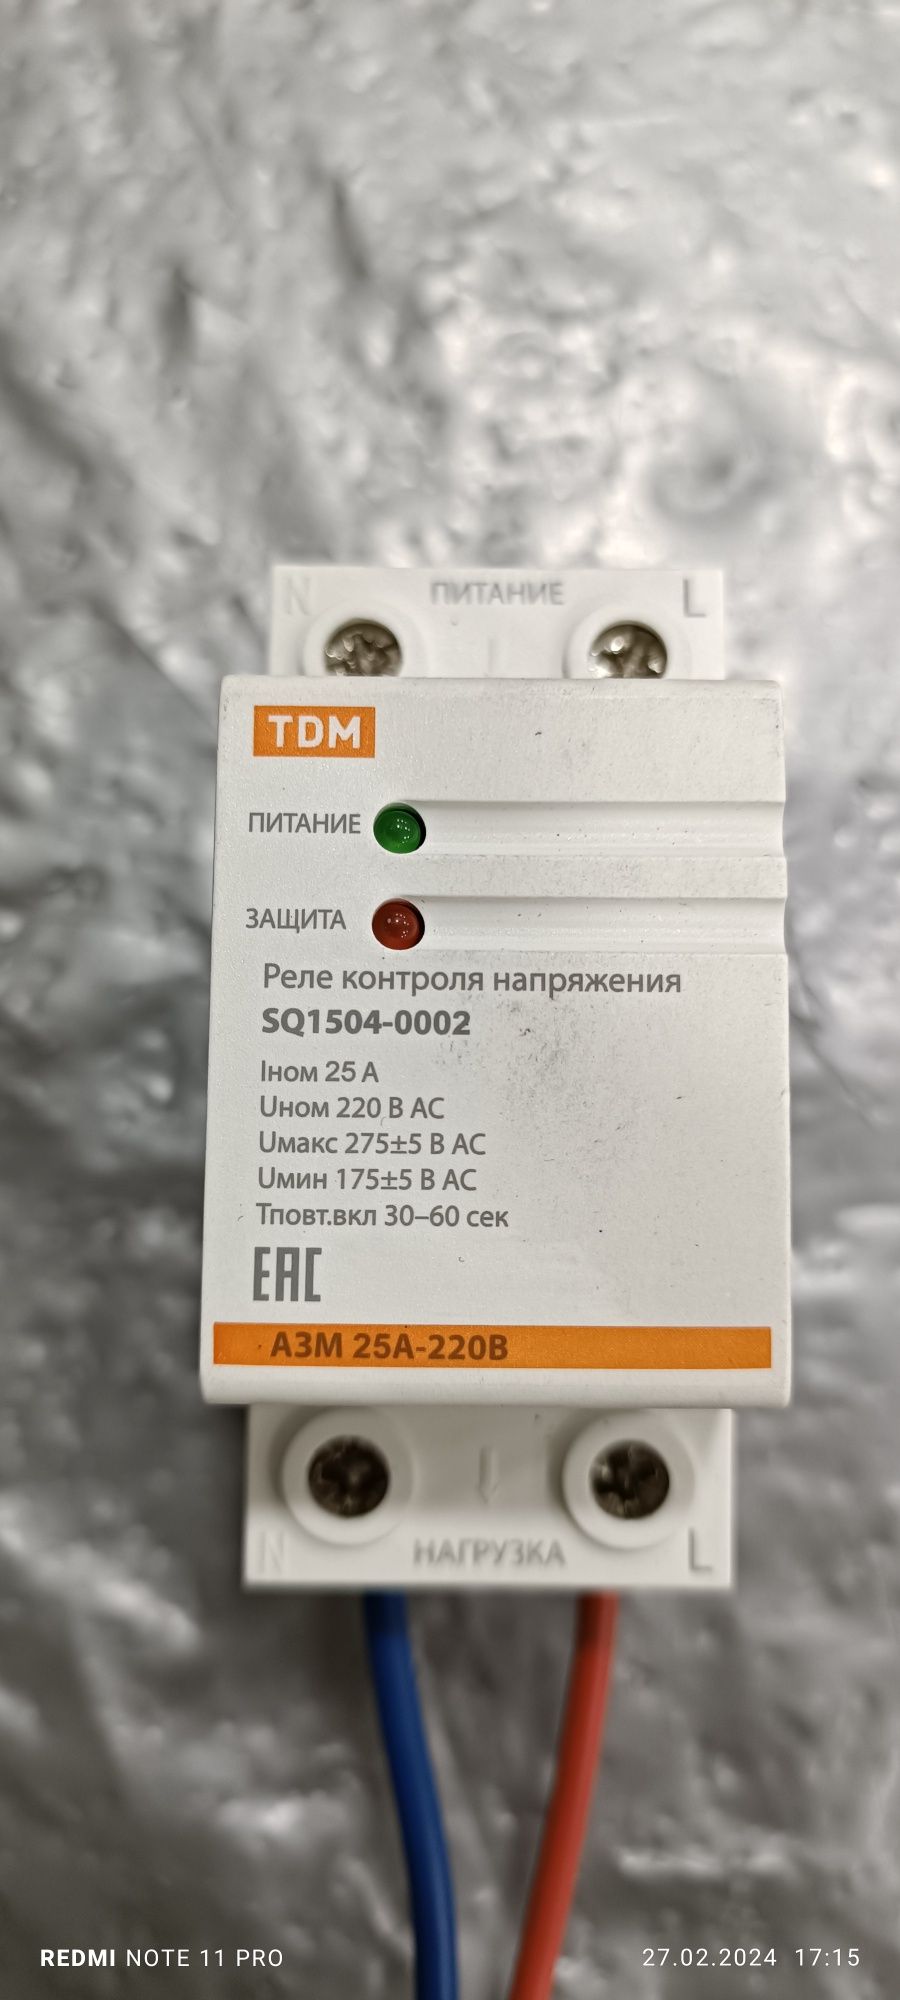 N ПИТАНИЕ L
TDM
ПИТАНИЕ
ЗАЩИТА
Реле контроля напряжения
SQ1504-0002
Iном 25 А
Uном 220 В АС
Uмакс 275±5 В АС
Uмин 175±5 В АС
Тповт.вкл 30–60 сек
ЕАС
АЗМ 25А-220В
N НАГРУЗКА L
REDMI NOTE 11 PRO
27.02.2024 17:15